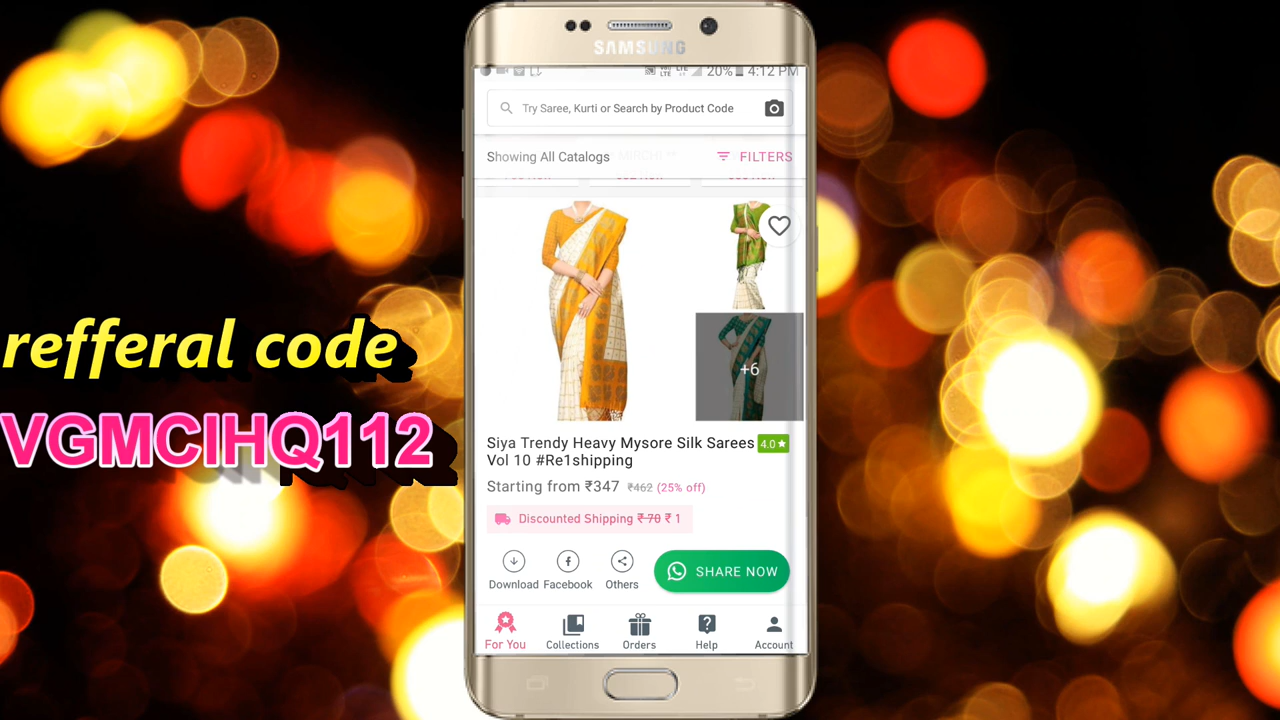 SAMSUNG
20% 4:12 PM
Try Saree, Kurti or Search by Product Code
Showing All Catalogs
FILTERS
+6
Siya Trendy Heavy Mysore Silk Sarees
4.0★
Vol 10 #Re1shipping
Starting from ₹347 ₹462 (25% off)
Discounted Shipping ₹ 70 ₹ 1
Download Facebook Others
SHARE NOW
For You Collections Orders Help Account
refferal code
VGMCIHQ112